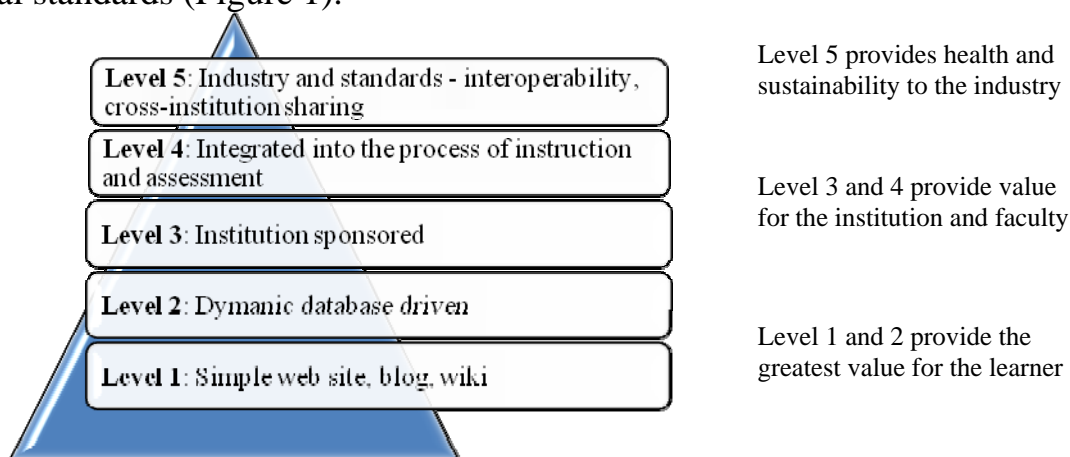 al standards (Figure 1).
Level 5: Industry and standards - interoperability,
cross-institution sharing
Level 4: Integrated into the process of instruction
and assessment
Level 3: Institution sponsored
Level 2: Dymanic database driven
Level 1: Simple web site, blog, wiki
Level 5 provides health and
sustainability to the industry
Level 3 and 4 provide value
for the institution and faculty
Level 1 and 2 provide the
greatest value for the learner